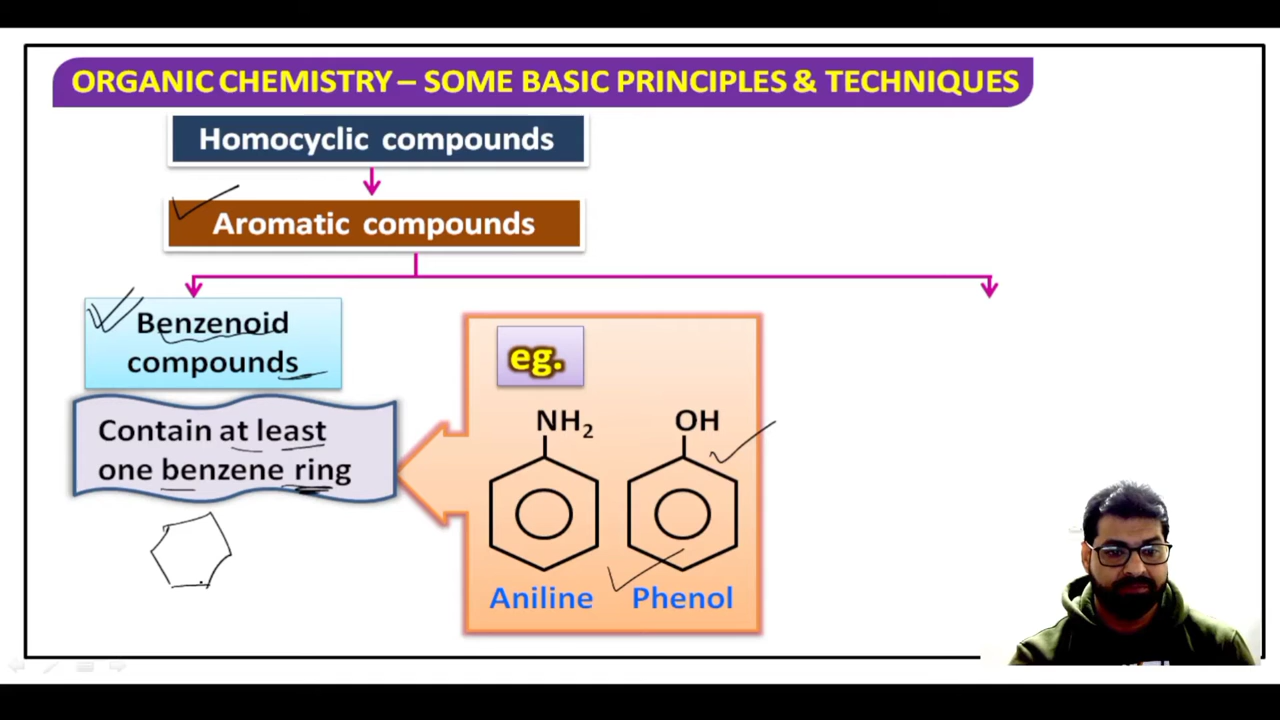 ORGANIC CHEMISTRY – SOME BASIC PRINCIPLES & TECHNIQUES
Homocyclic compounds
Aromatic compounds
Benzenoid
compounds
Contain at least
one benzene ring
eg.
NH₂
OH
Aniline
Phenol